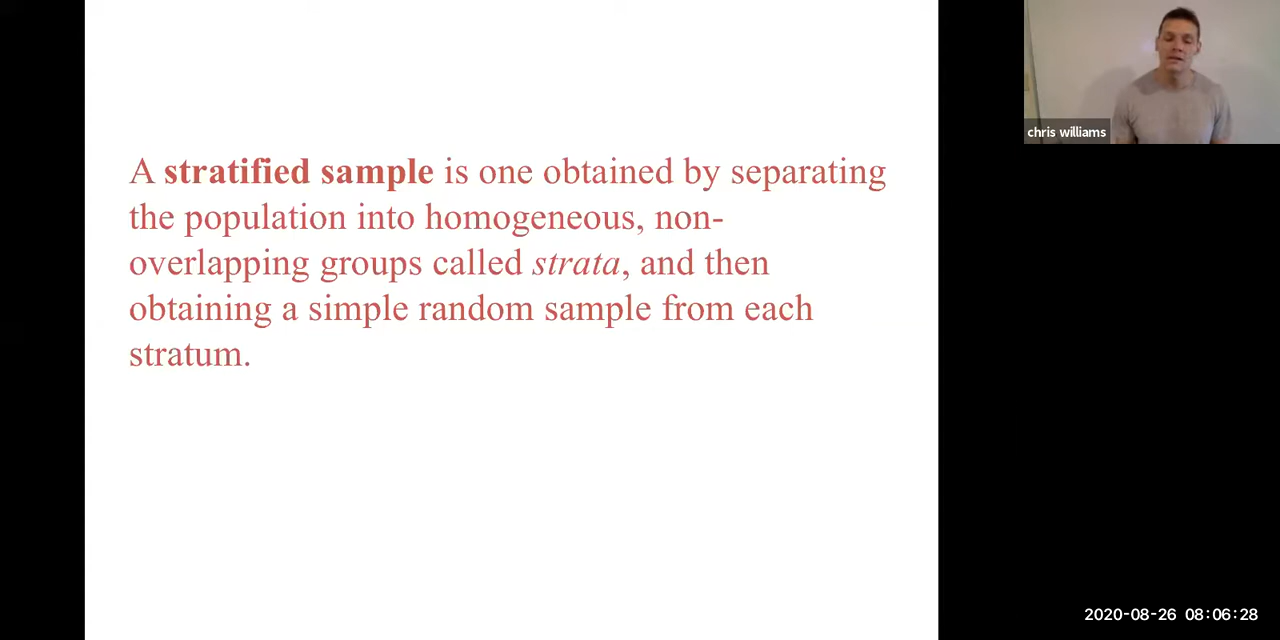 A stratified sample is one obtained by separating
the population into homogeneous, non-
overlapping groups called strata, and then
obtaining a simple random sample from each
stratum.
chris williams
2020-08-26 08:06:28